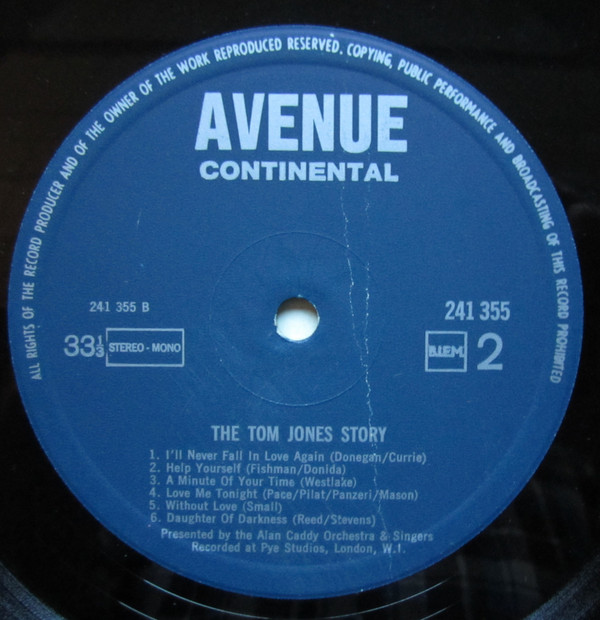 ALL RIGHTS OF THE RECORD PRODUCER AND OF THE OWNER OF THE WORK REPRODUCED RESERVED. COPYING, PUBLIC PERFORMANCE AND BROADCASTING OF THIS RECORD PROHIBITED
AVENUE
CONTINENTAL
241 355 B
241 355
33⅓ STEREO - MONO
B.I.E.M. 2
THE TOM JONES STORY
1. I'll Never Fall In Love Again (Donegan/Currie)
2. Help Yourself (Fishman/Donida)
3. A Minute Of Your Time (Westlake)
4. Love Me Tonight (Pace/Pilat/Panzeri/Mason)
5. Without Love (Small)
6. Daughter Of Darkness (Reed/Stevens)
Presented by the Alan Caddy Orchestra & Singers
Recorded at Pye Studios, London, W.I.